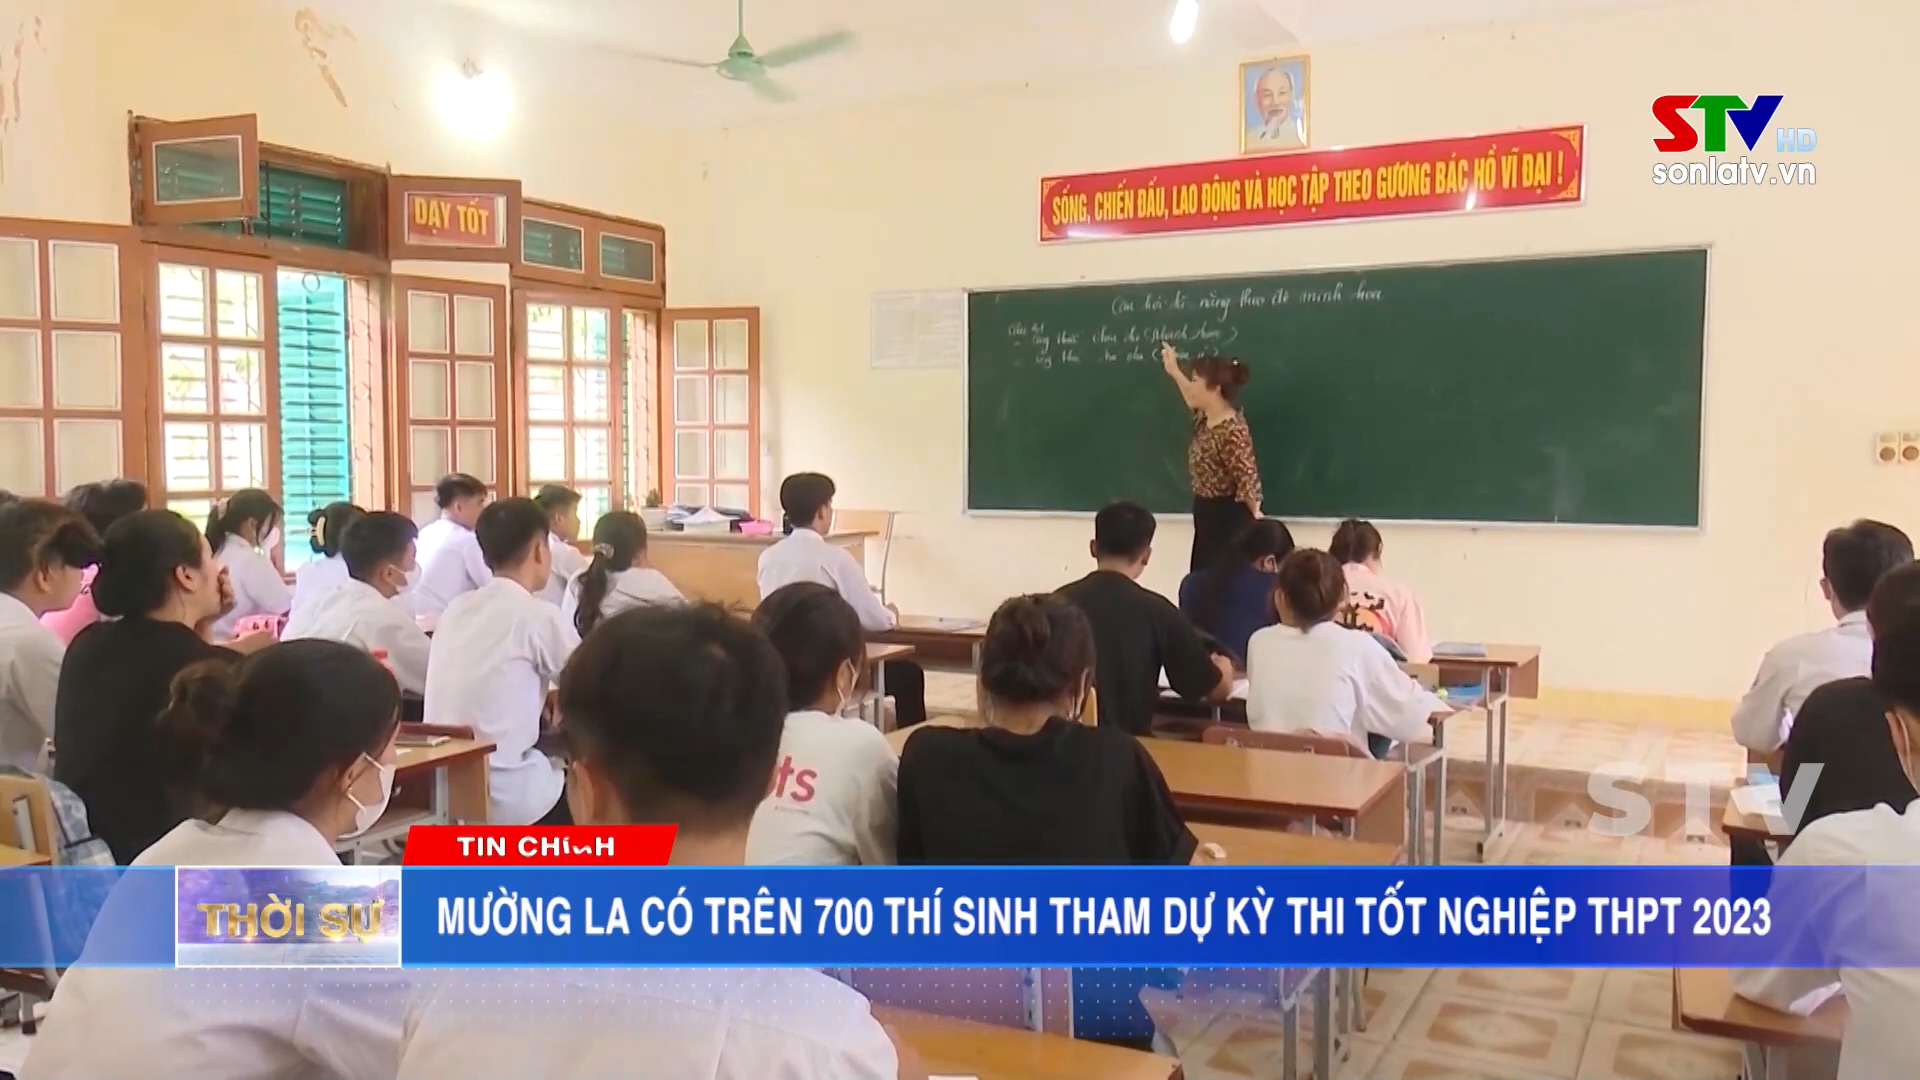 STV HD
sonlatv.vn
DẠY TỐT
SỐNG, CHIẾN ĐẤU, LAO ĐỘNG VÀ HỌC TẬP THEO GƯƠNG BÁC HỒ VĨ ĐẠI !
ts
STV
TIN CHíNH
THỜI SỰ
MƯỜNG LA CÓ TRÊN 700 THÍ SINH THAM DỰ KỲ THI TỐT NGHIỆP THPT 2023